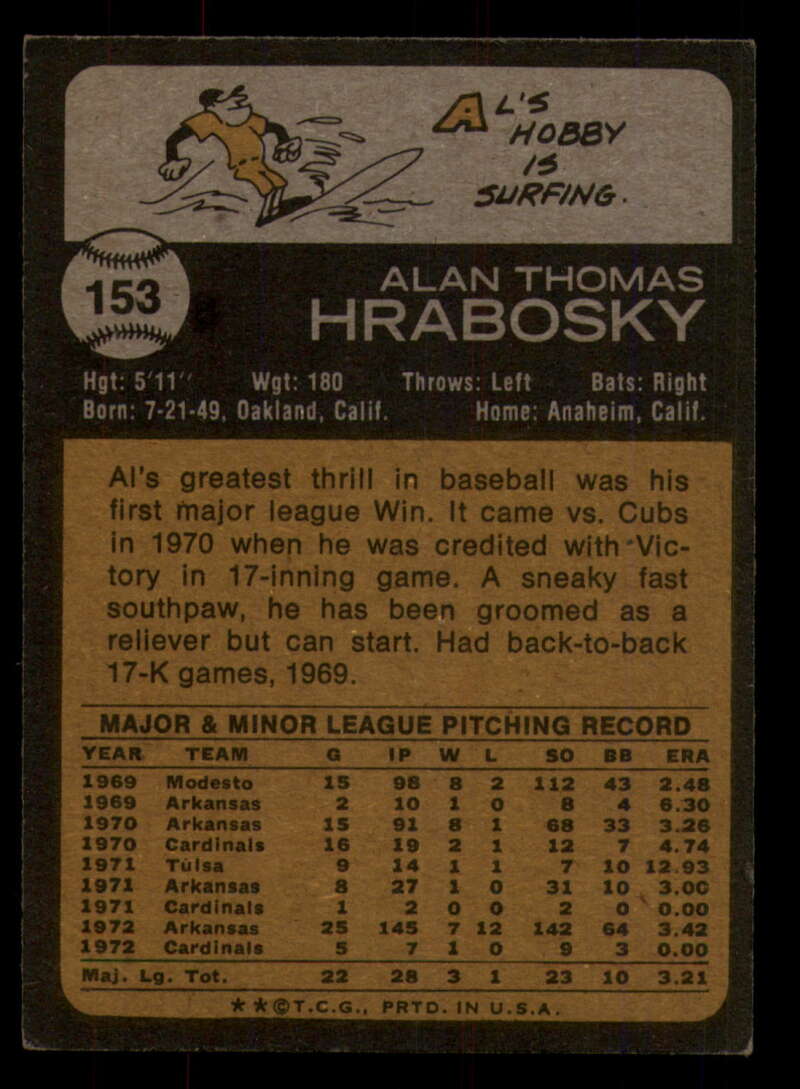 AL'S
HOBBY
IS
SURFING.
153
ALAN THOMAS
HRABOSKY
Hgt: 5'11" Wgt: 180 Throws: Left Bats: Right
Born: 7-21-49, Oakland, Calif. Home: Anaheim, Calif.
Al's greatest thrill in baseball was his
first major league Win. It came vs. Cubs
in 1970 when he was credited with Vic-
tory in 17-inning game. A sneaky fast
southpaw, he has been groomed as a
reliever but can start. Had back-to-back
17-K games, 1969.
MAJOR & MINOR LEAGUE PITCHING RECORD
YEAR TEAM G IP W L SO BB ERA
1969 Modesto 15 98 8 2 112 43 2.48
1969 Arkansas 2 10 1 0 8 4 6.30
1970 Arkansas 15 91 8 1 68 33 3.26
1970 Cardinals 16 19 2 1 12 7 4.74
1971 Tulsa 9 14 1 1 7 10 12.93
1971 Arkansas 8 27 1 0 31 10 3.00
1971 Cardinals 1 2 0 0 2 0 0.00
1972 Arkansas 25 145 7 12 142 64 3.42
1972 Cardinals 5 7 1 0 9 3 0.00
Maj. Lg. Tot. 22 28 3 1 23 10 3.21
**©T.C.G., PRTD. IN U.S.A.